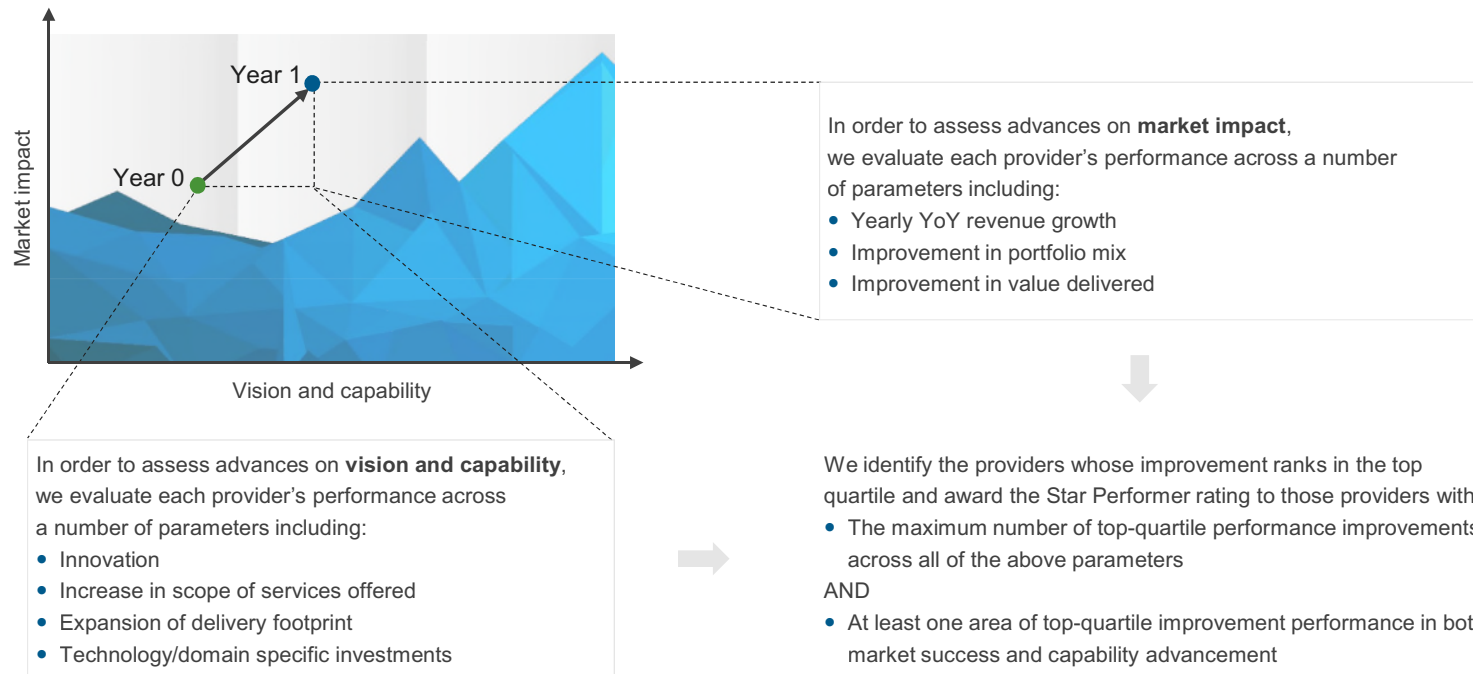 Year 1
Year 0
Market impact
Vision and capability
In order to assess advances on market impact,
we evaluate each provider’s performance across a number
of parameters including:
• Yearly YoY revenue growth
• Improvement in portfolio mix
• Improvement in value delivered
In order to assess advances on vision and capability,
we evaluate each provider’s performance across
a number of parameters including:
• Innovation
• Increase in scope of services offered
• Expansion of delivery footprint
• Technology/domain specific investments
We identify the providers whose improvement ranks in the top
quartile and award the Star Performer rating to those providers with
• The maximum number of top-quartile performance improvements
across all of the above parameters
AND
• At least one area of top-quartile improvement performance in
market success and capability advancement